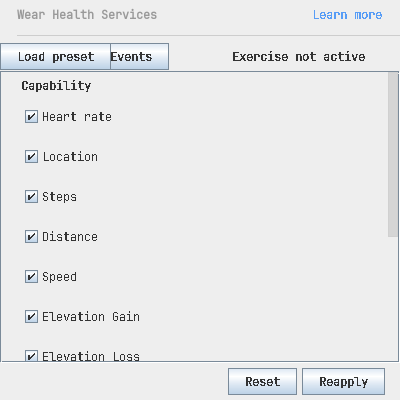 Wear Health Services Learn more
Load preset Events Exercise not active
Capability
Heart rate
Location
Steps
Distance
Speed
Elevation Gain
Elevation Loss
Reset Reapply